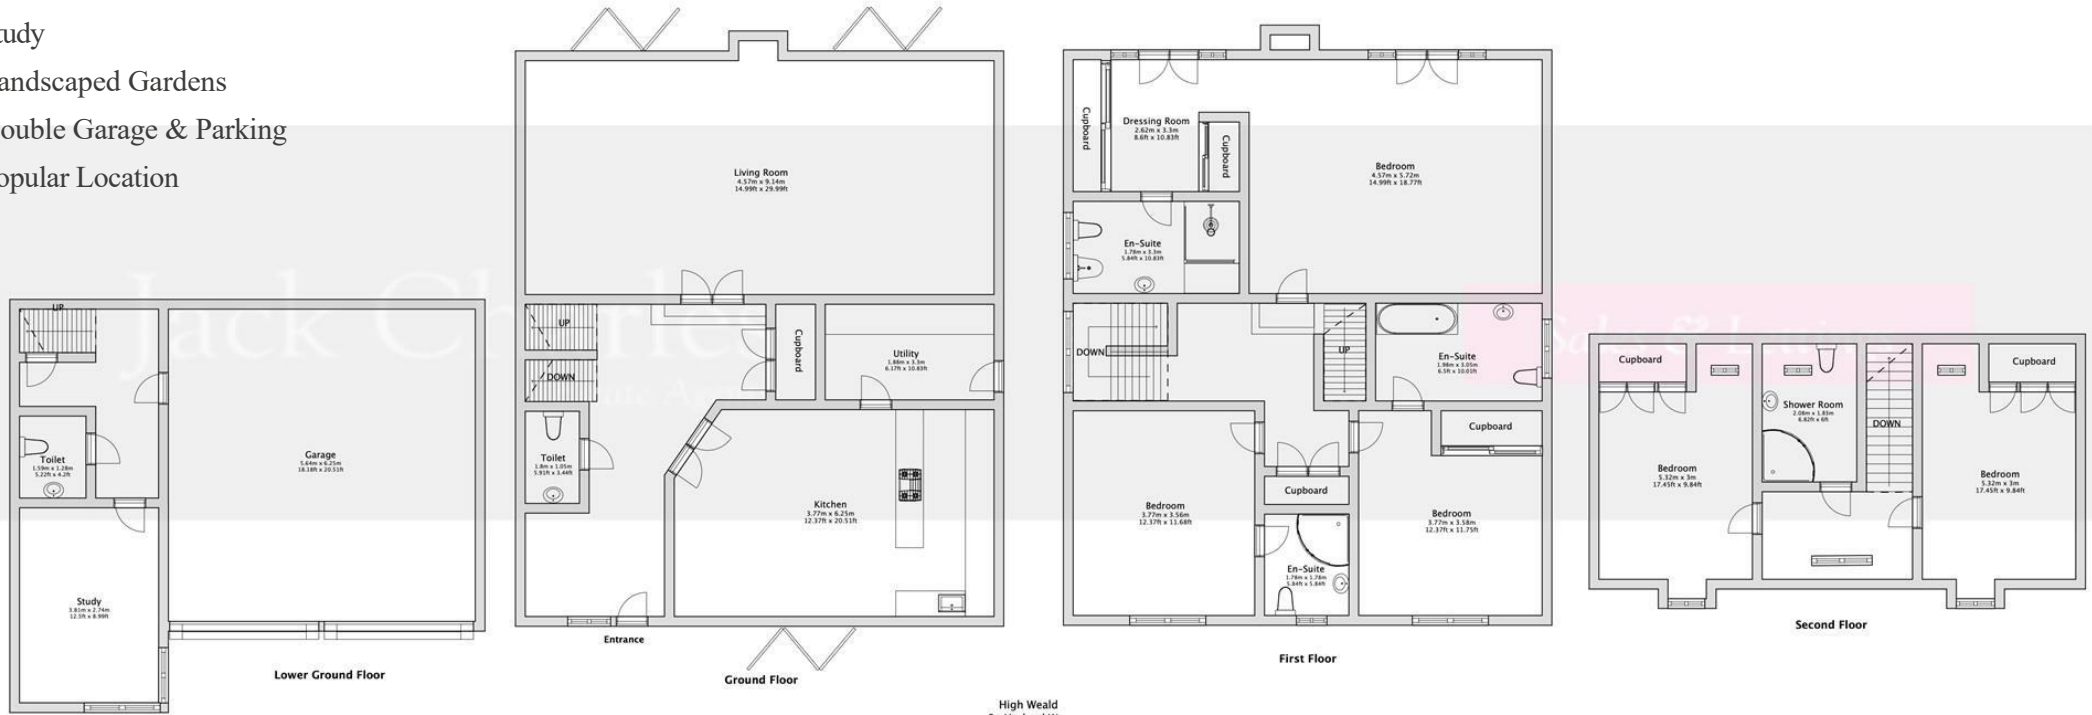 tudy
andscaped Gardens
ouble Garage & Parking
opular Location
Jack Charles
Estate Agents
Sales & Lettings
UP
Toilet
1.59m x 1.28m
5.22ft x 4.2ft
Study
3.81m x 2.74m
12.5ft x 8.99ft
Garage
5.64m x 6.25m
18.18ft x 20.51ft
Lower Ground Floor
Living Room
4.57m x 9.14m
14.99ft x 29.99ft
UP
DOWN
Cupboard
Utility
1.88m x 3.3m
6.17ft x 10.83ft
Toilet
1.8m x 1.05m
5.91ft x 3.44ft
Kitchen
3.77m x 6.25m
12.37ft x 20.51ft
Entrance
Ground Floor
Cupboard
Dressing Room
2.62m x 3.3m
8.6ft x 10.83ft
Cupboard
Bedroom
4.57m x 5.72m
14.99ft x 18.77ft
En-Suite
1.78m x 3.3m
5.84ft x 10.83ft
DOWN
UP
En-Suite
1.98m x 3.05m
6.5ft x 10.01ft
Cupboard
Bedroom
3.77m x 3.56m
12.37ft x 11.68ft
Cupboard
Bedroom
3.77m x 3.58m
12.37ft x 11.75ft
En-Suite
1.78m x 1.78m
5.84ft x 5.84ft
First Floor
Cupboard
Cupboard
Shower Room
2.08m x 1.83m
6.82ft x 6ft
DOWN
Bedroom
5.32m x 3m
17.45ft x 9.84ft
Bedroom
5.32m x 3m
17.45ft x 9.84ft
Second Floor
High Weald